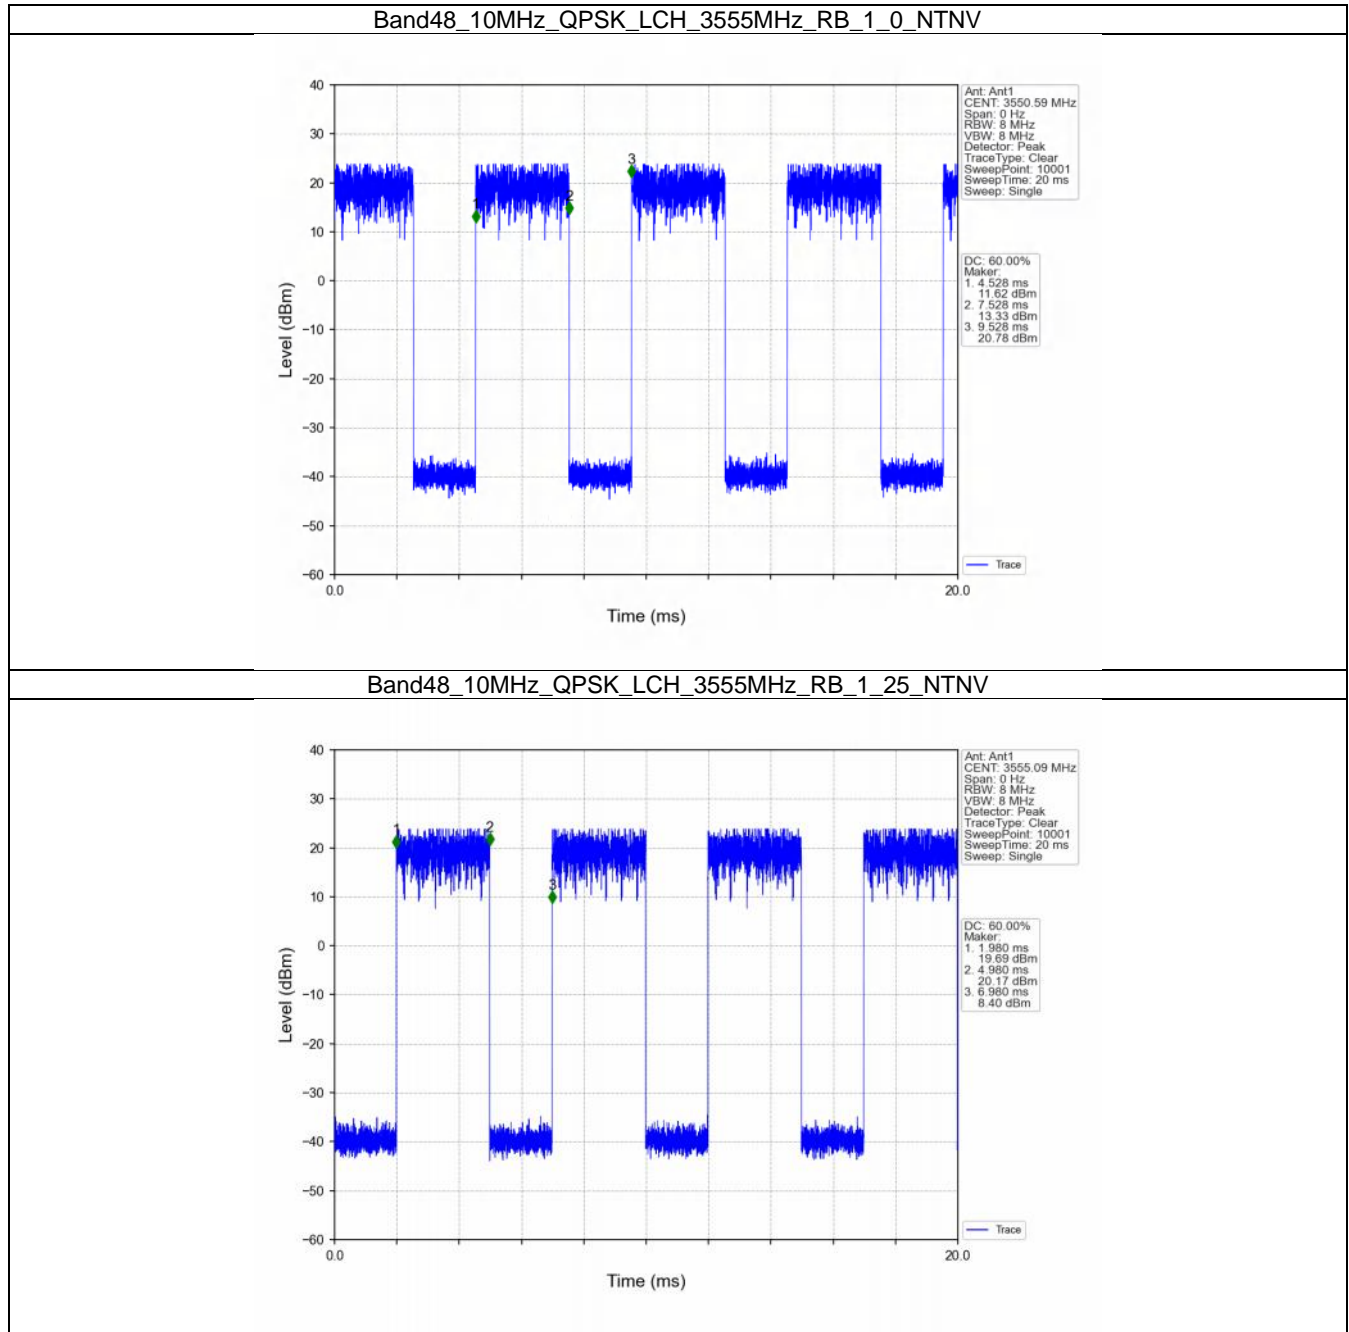 Band48_10MHz_QPSK_LCH_3555MHz_RB_1_0_NTNV
40
30
20
10
0
−10
−20
−30
−40
−50
−60
Level (dBm)
0.0
20.0
Time (ms)
1
2
3
Ant: Ant1
CENT: 3550.59 MHz
Span: 0 Hz
RBW: 8 MHz
VBW: 8 MHz
Detector: Peak
TraceType: Clear
SweepPoint: 10001
SweepTime: 20 ms
Sweep: Single
DC: 60.00%
Maker:
1. 4.528 ms
11.62 dBm
2. 7.528 ms
13.33 dBm
3. 9.528 ms
20.78 dBm
Trace
Band48_10MHz_QPSK_LCH_3555MHz_RB_1_25_NTNV
40
30
20
10
0
−10
−20
−30
−40
−50
−60
Level (dBm)
0.0
20.0
Time (ms)
1
2
3
Ant: Ant1
CENT: 3555.09 MHz
Span: 0 Hz
RBW: 8 MHz
VBW: 8 MHz
Detector: Peak
TraceType: Clear
SweepPoint: 10001
SweepTime: 20 ms
Sweep: Single
DC: 60.00%
Maker:
1. 1.980 ms
19.69 dBm
2. 4.980 ms
20.17 dBm
3. 6.980 ms
8.40 dBm
Trace